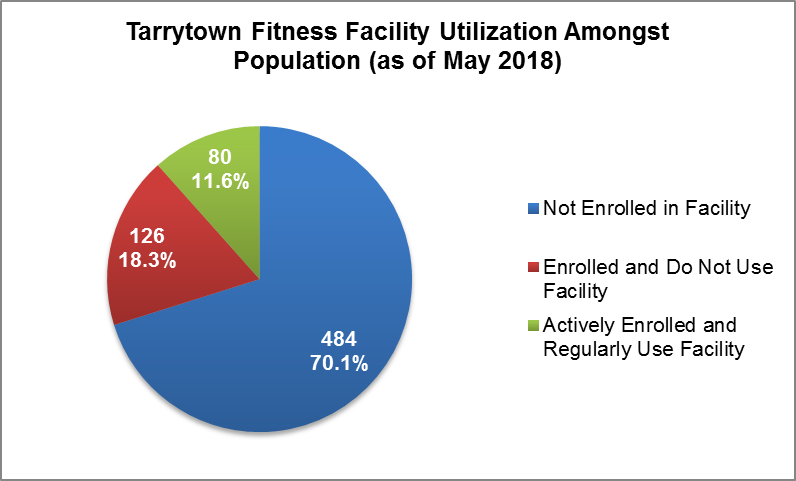 Tarrytown Fitness Facility Utilization Amongst
Population (as of May 2018)
80
11.6%
126
18.3%
484
70.1%
Not Enrolled in Facility
Enrolled and Do Not Use
Facility
Actively Enrolled and
Regularly Use Facility